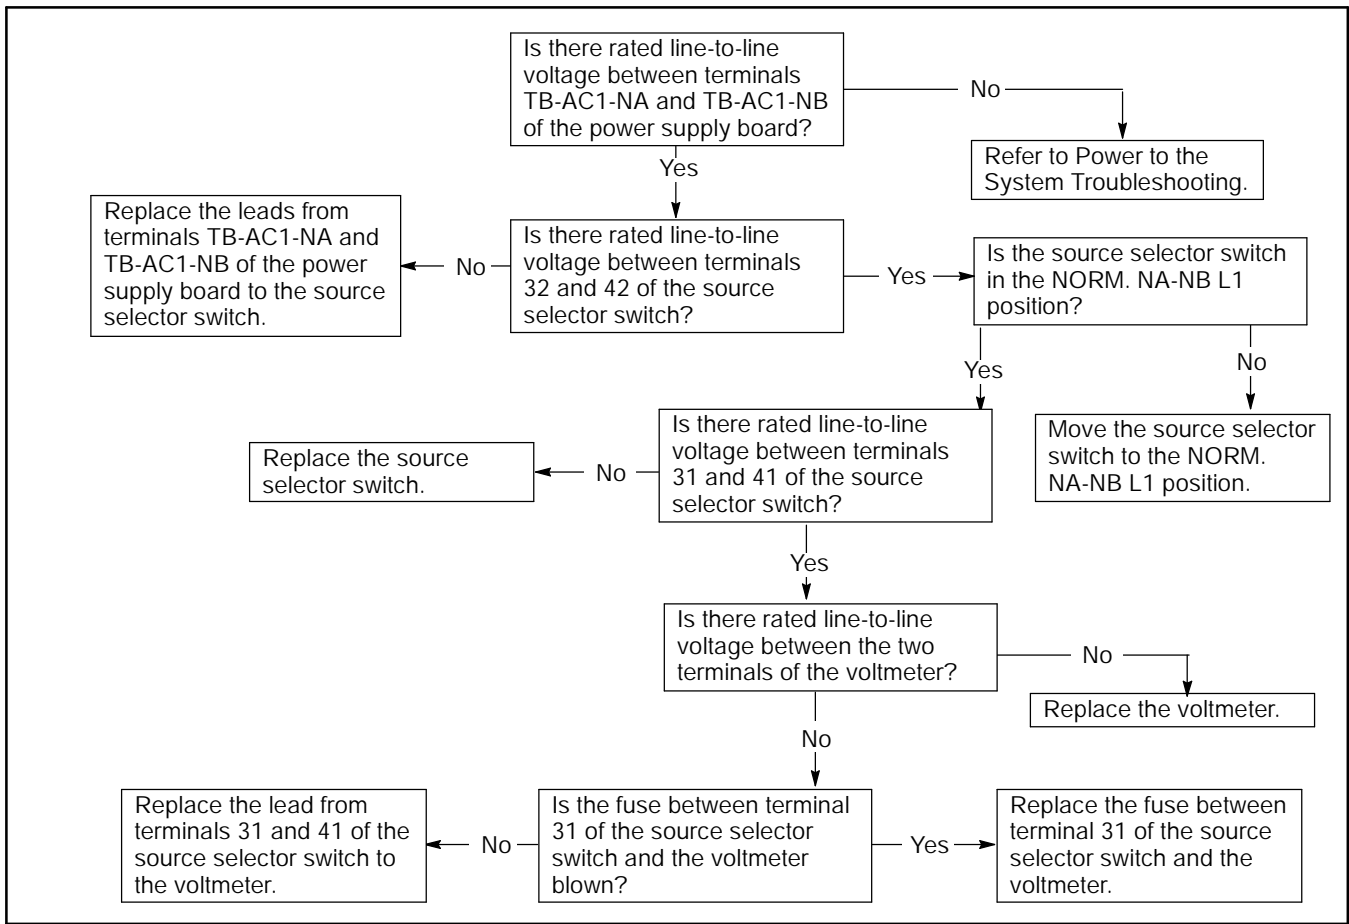 Is there rated line-to-line
voltage between terminals
TB-AC1-NA and TB-AC1-NB
of the power supply board?
No
Refer to Power to the
System Troubleshooting.
Yes
Replace the leads from
terminals TB-AC1-NA and
TB-AC1-NB of the power
supply board to the source
selector switch.
No
Is there rated line-to-line
voltage between terminals
32 and 42 of the source
selector switch?
Yes
Is the source selector switch
in the NORM. NA-NB L1
position?
Yes
No
Move the source selector
switch to the NORM.
NA-NB L1 position.
Is there rated line-to-line
voltage between terminals
31 and 41 of the source
selector switch?
No
Replace the source
selector switch.
Yes
Is there rated line-to-line
voltage between the two
terminals of the voltmeter?
No
Replace the voltmeter.
No
Replace the lead from
terminals 31 and 41 of the
source selector switch to
the voltmeter.
No
Is the fuse between terminal
31 of the source selector
switch and the voltmeter
blown?
Yes
Replace the fuse between
terminal 31 of the source
selector switch and the
voltmeter.